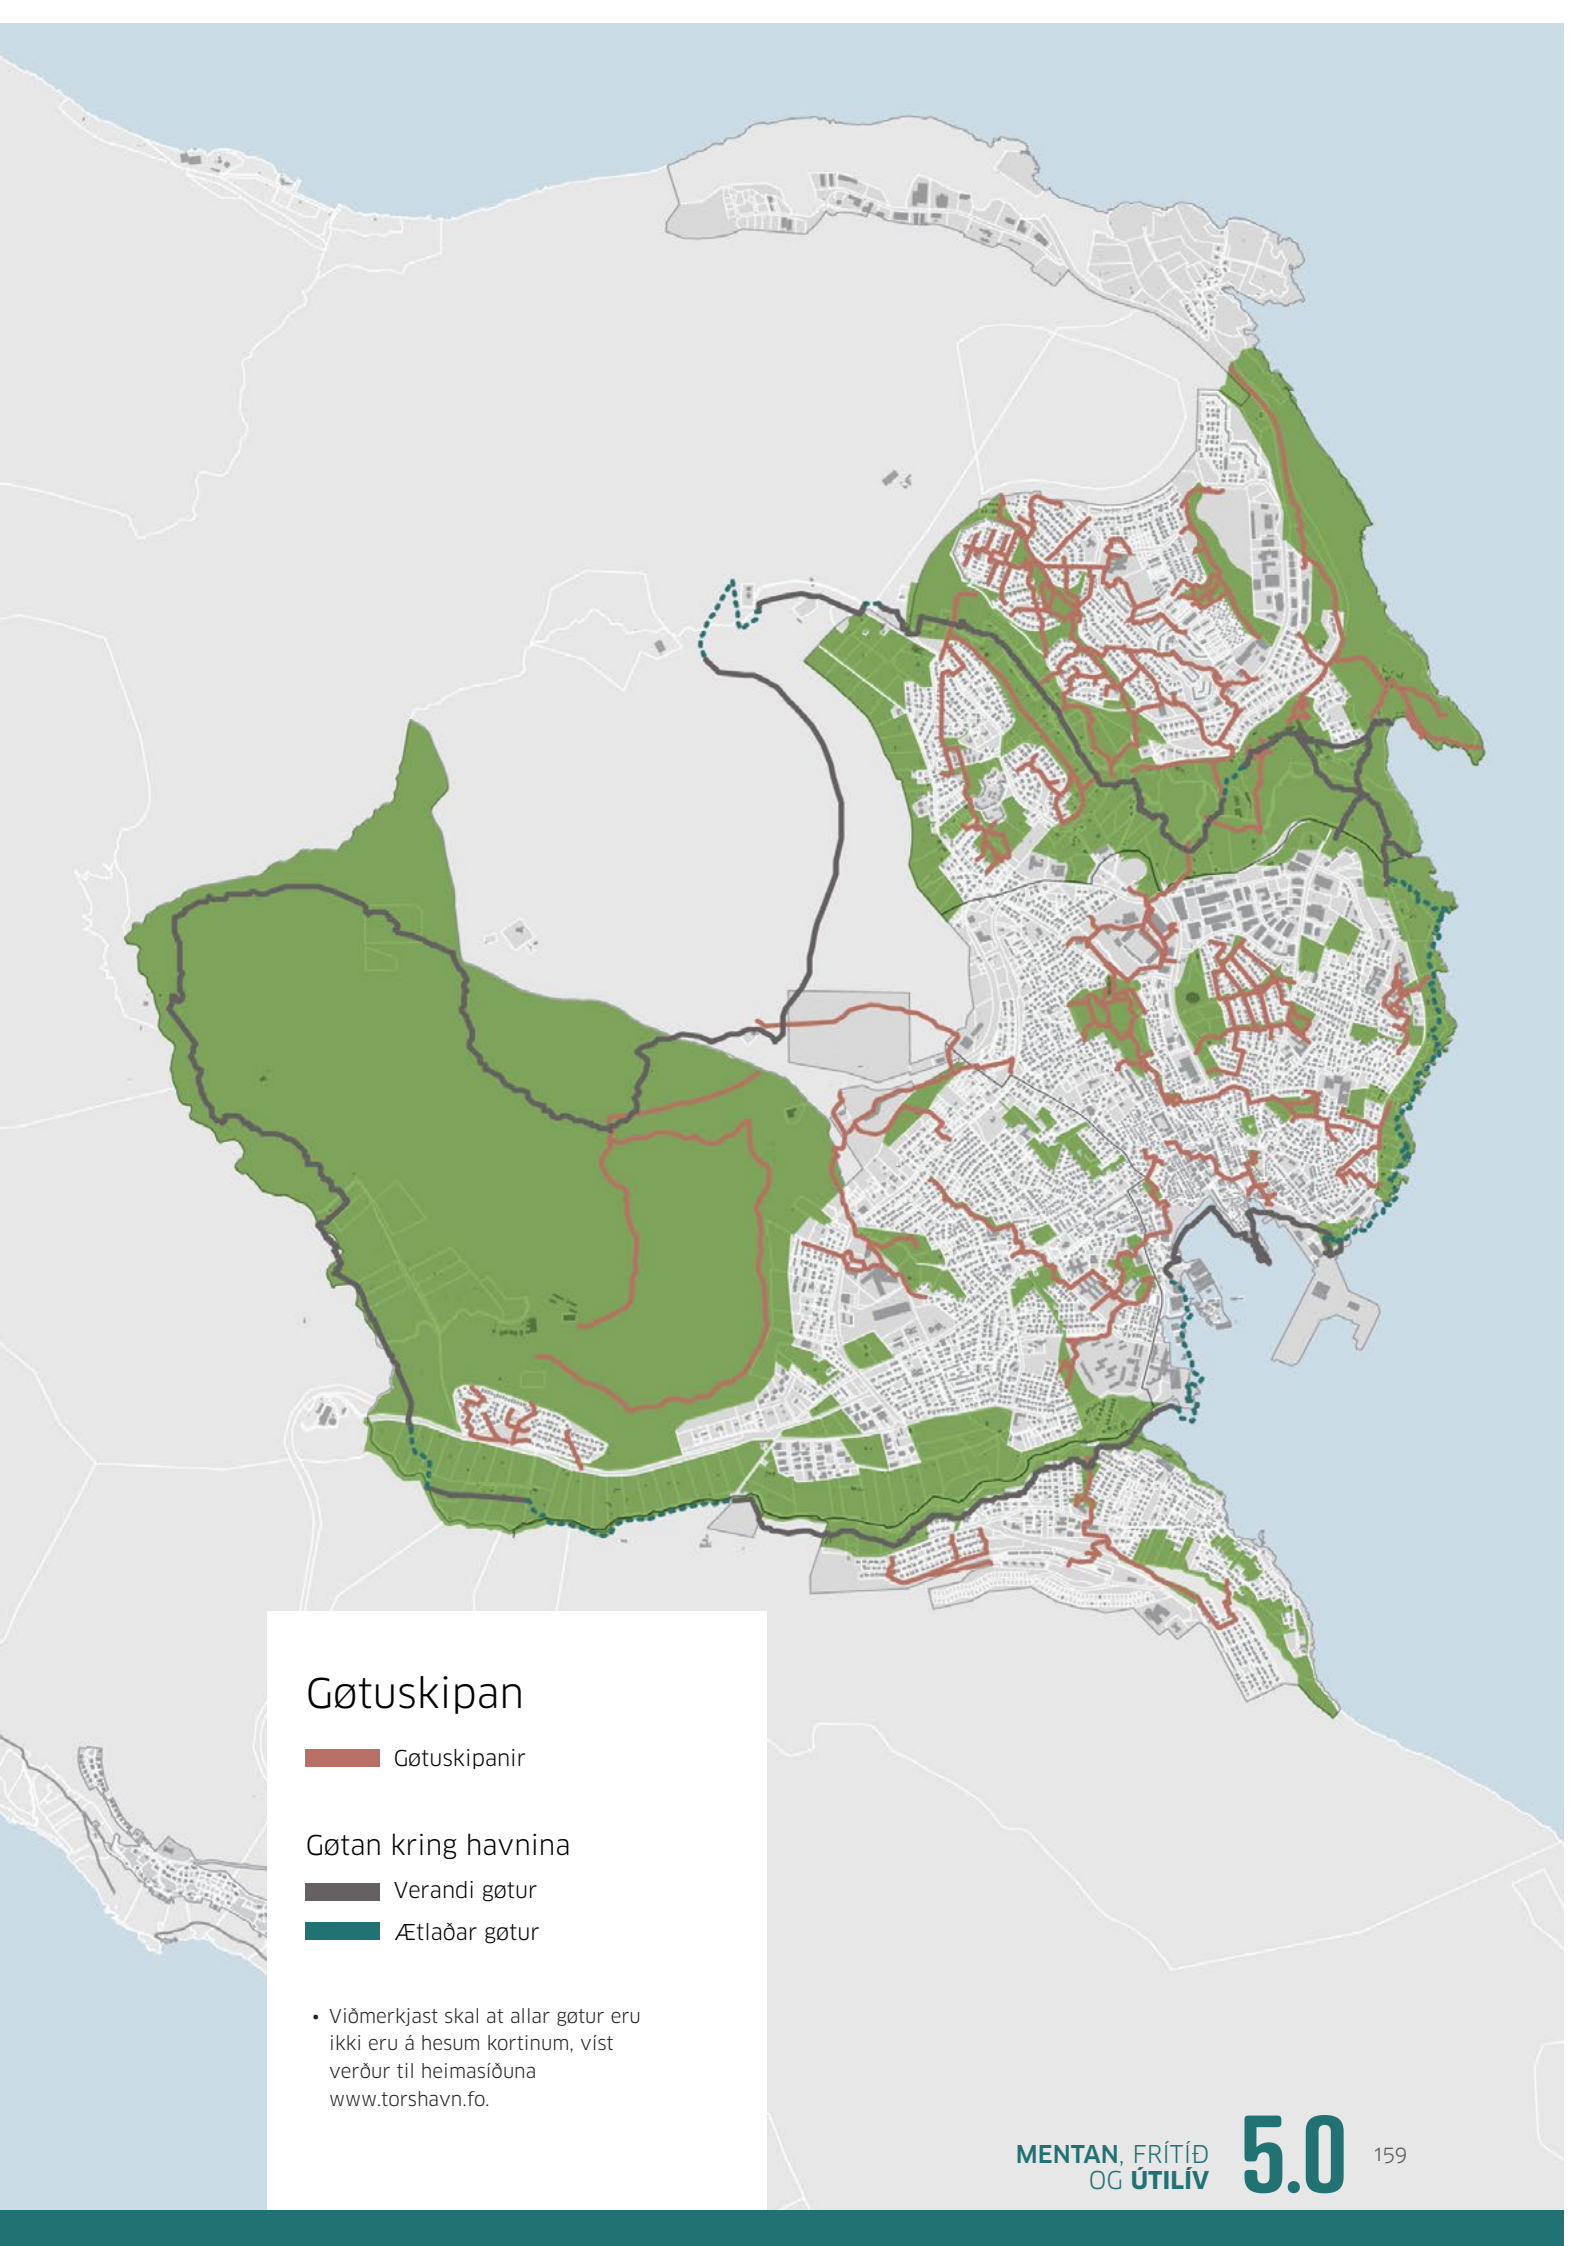 Gøtuskipan
Gøtuskipanir
Gøtan kring havnina
Verandi gøtur
Ætlaðar gøtur
• Viðmerkjast skal at allar gøtur eru
ikki eru á hesum kortinum, víst
verður til heimasíðuna
www.torshavn.fo.
MENTAN, FRÍTÍÐ
OG ÚTILÍV
5.0
159